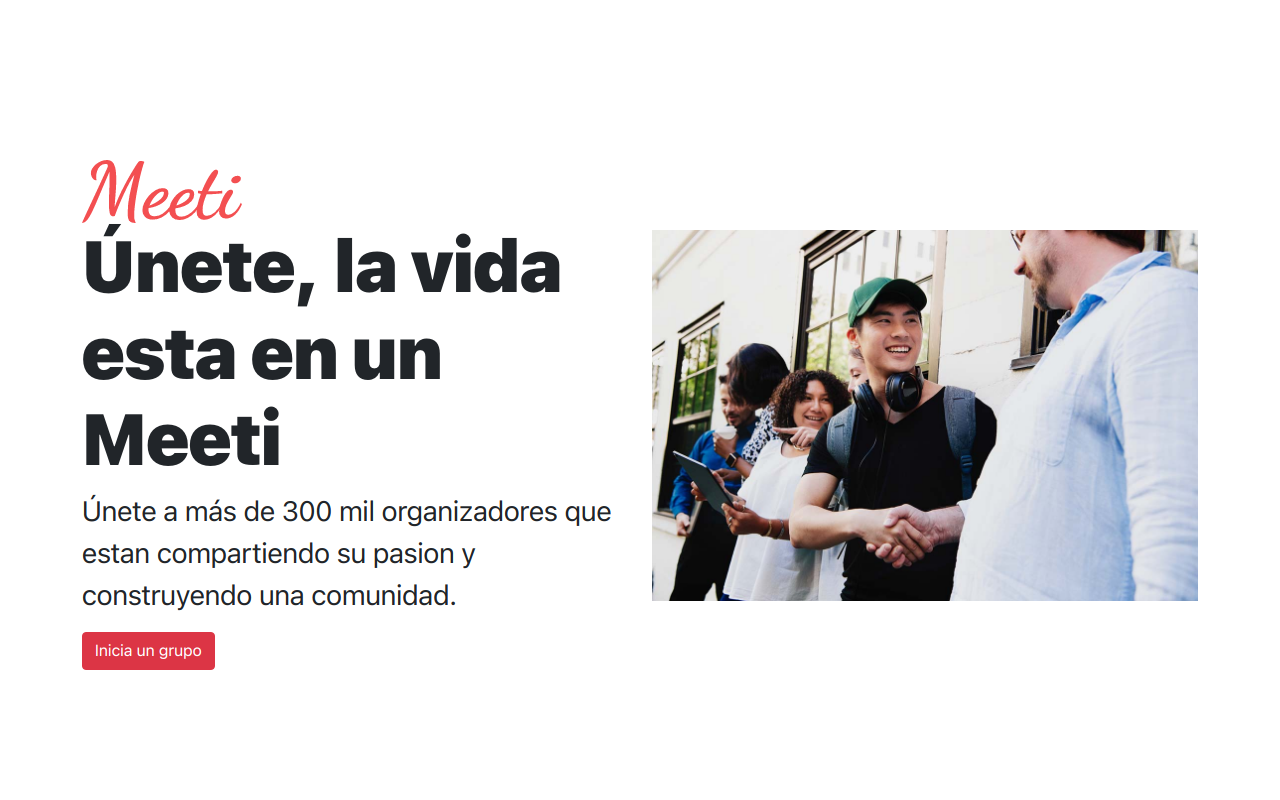 Meeti
Únete, la vida
esta en un
Meeti
Únete a más de 300 mil organizadores que
estan compartiendo su pasion y
construyendo una comunidad.
Inicia un grupo